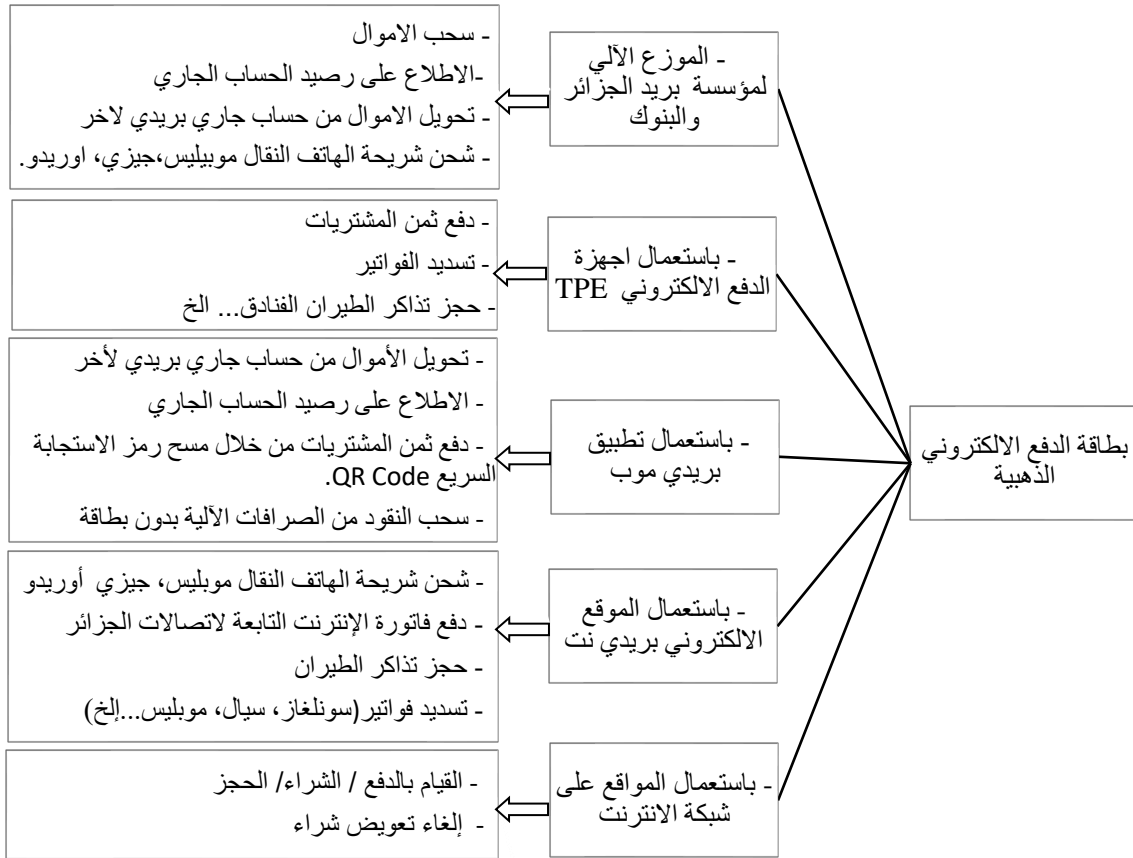 بطاقة الدفع الالكتروني
الذهبية
- الموزع الآلي
لمؤسسة بريد الجزائر
والبنوك
- سحب الاموال
-الاطلاع على رصيد الحساب الجاري
- تحويل الاموال من حساب جاري بريدي لاخر
- شحن شريحة الهاتف النقال موبيليس،جيزي، اوريدو.
- باستعمال اجهزة
الدفع الالكتروني TPE
- دفع ثمن المشتريات
- تسديد الفواتير
- حجز تذاكر الطيران الفنادق... الخ
- باستعمال تطبيق
بريدي موب
- تحويل الأموال من حساب جاري بريدي لأخر
- الاطلاع على رصيد الحساب الجاري
- دفع ثمن المشتريات من خلال مسح رمز الاستجابة
السريع QR Code.
- سحب النقود من الصرافات الألية بدون بطاقة
- باستعمال الموقع
الالكتروني بريدي نت
- شحن شريحة الهاتف النقال موبليس، جيزي أوريدو
- دفع فاتورة الإنترنت التابعة لاتصالات الجزائر
- حجز تذاكر الطيران
- تسديد فواتير(سونلغاز، سيال، موبليس...إلخ)
- باستعمال المواقع على
شبكة الانترنت
- القيام بالدفع / الشراء/ الحجز
- إلغاء تعويض شراء